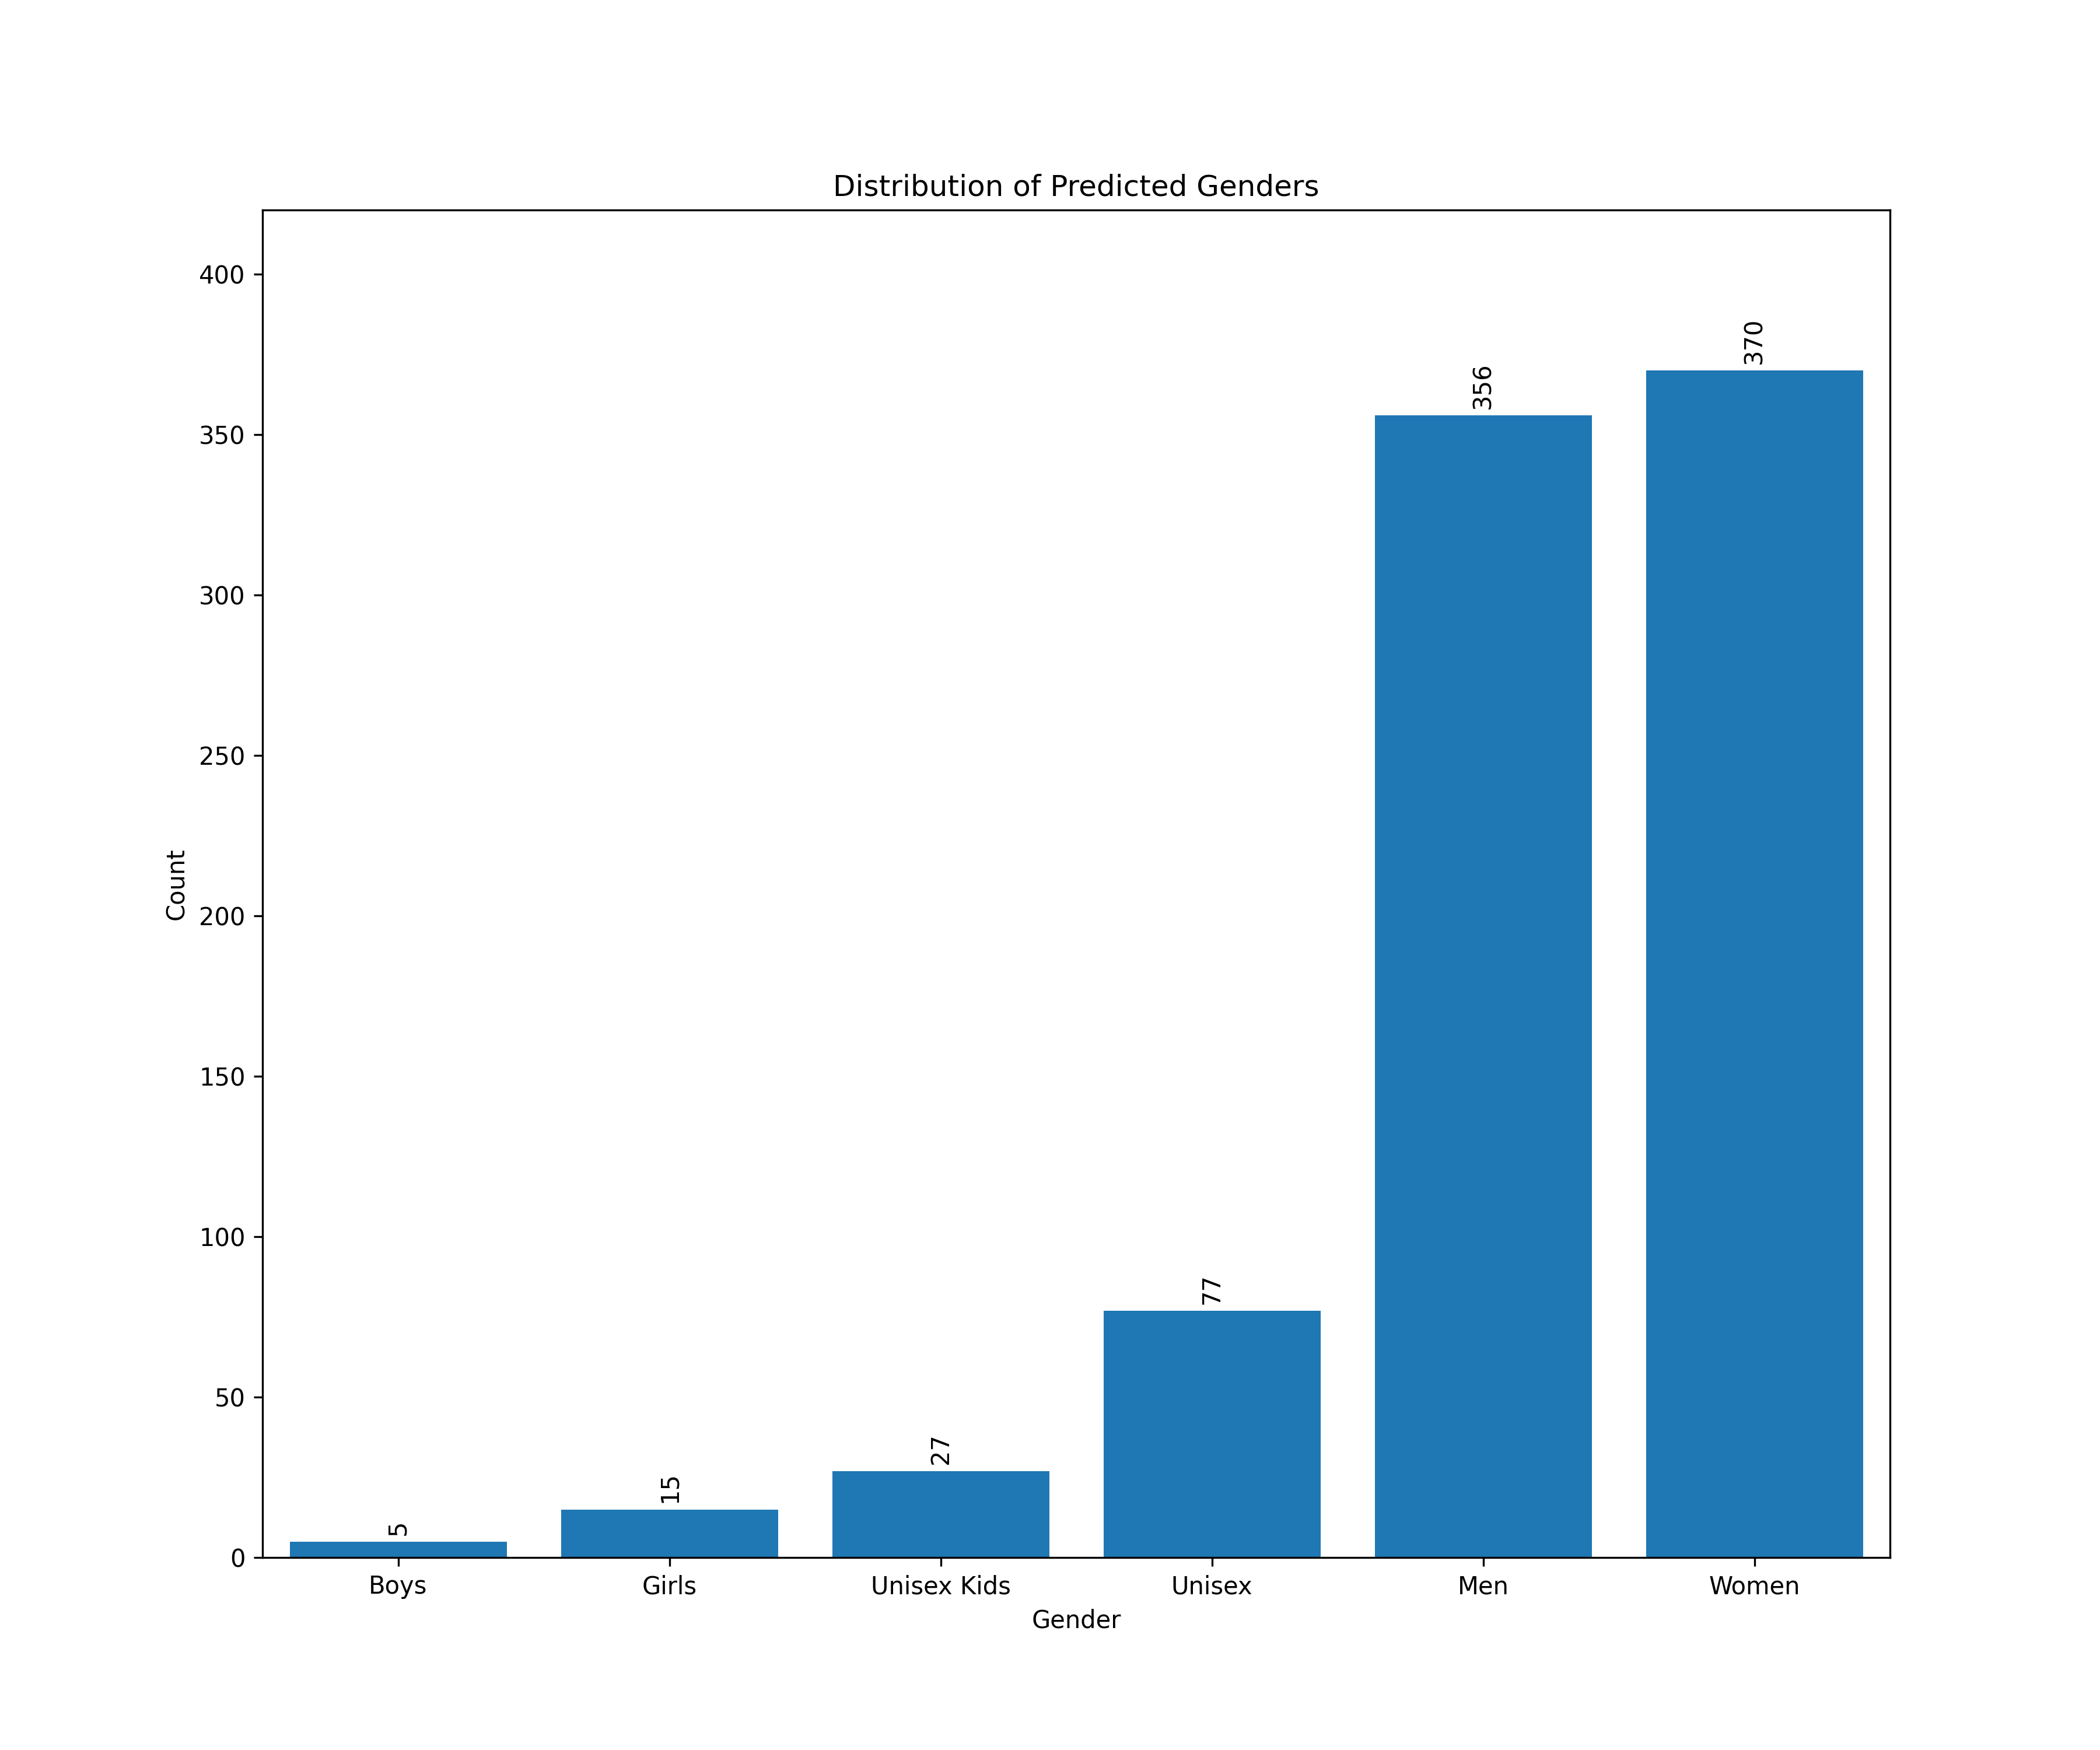 Distribution of Predicted Genders
400
350
300
250
200
150
100
50
0
Count
5
15
27
77
356
370
Boys
Girls
Unisex Kids
Unisex
Men
Women
Gender